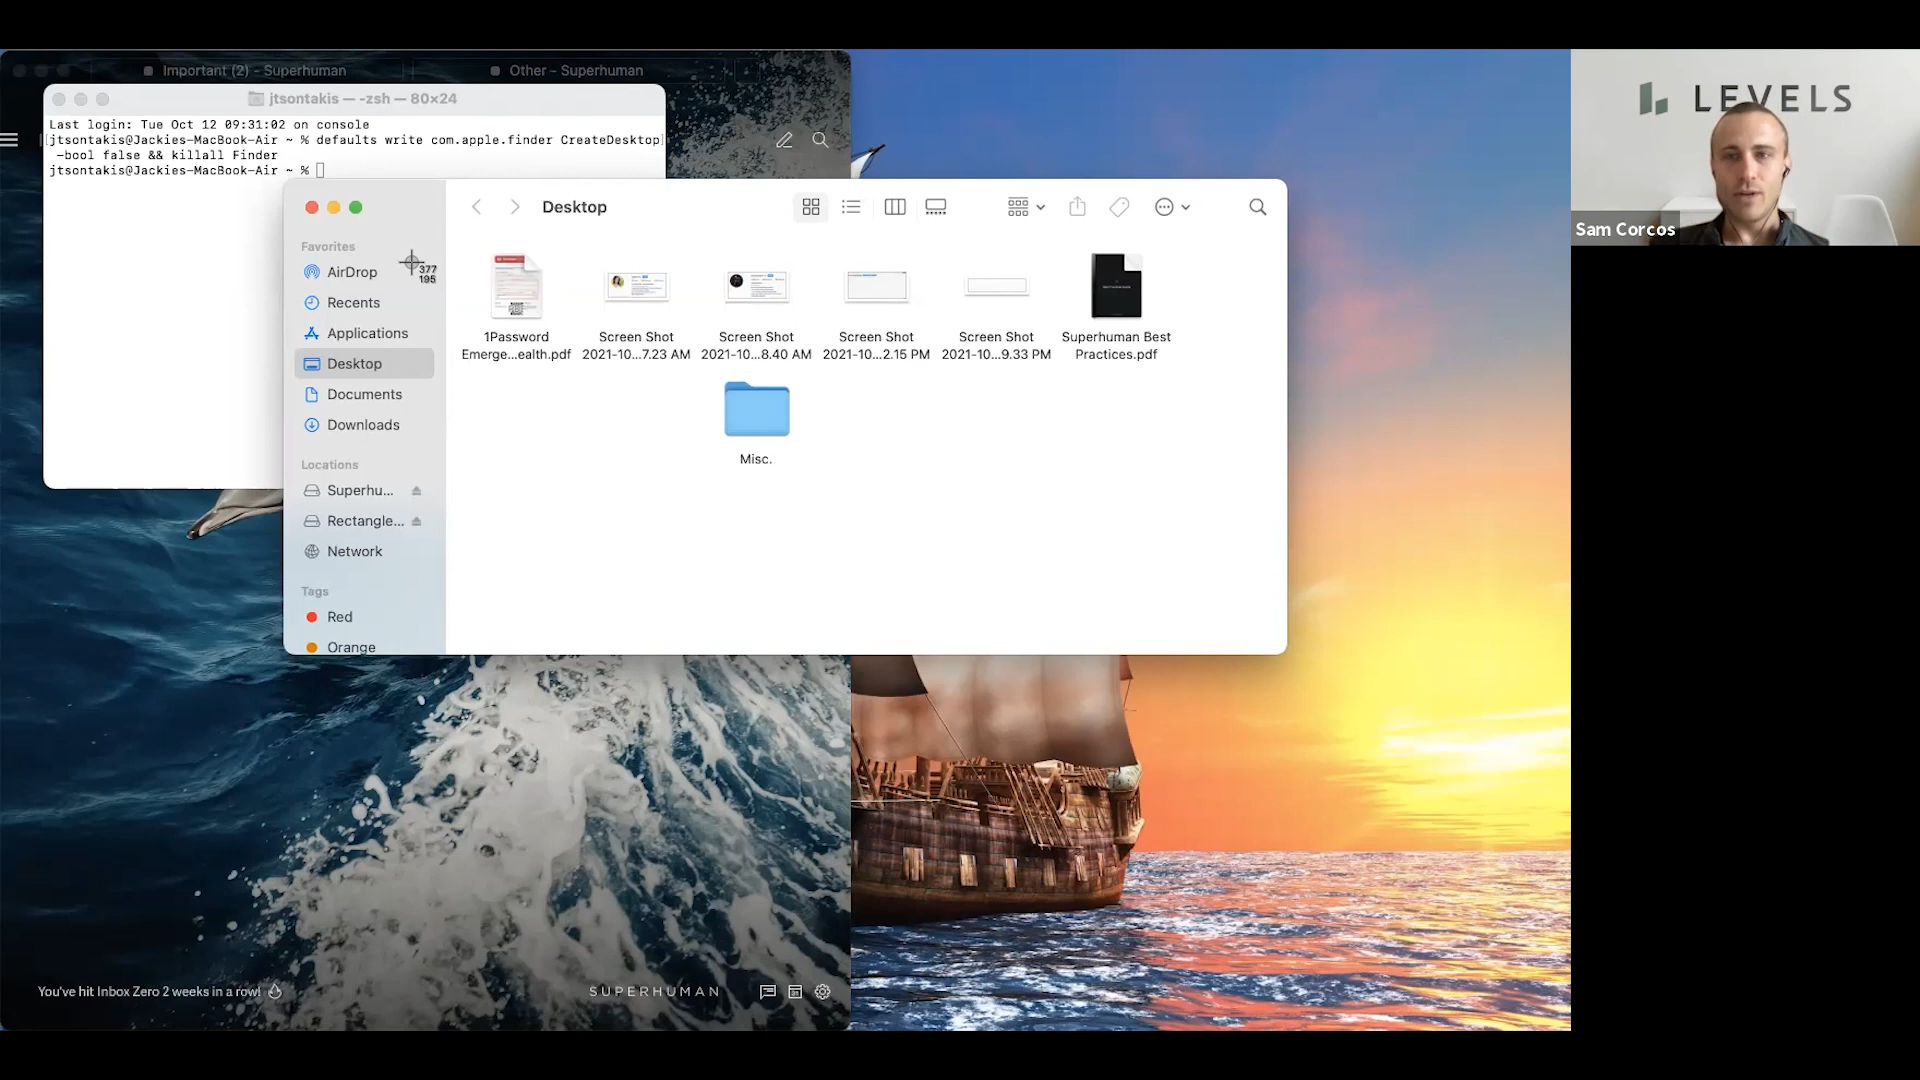 Important (2) - Superhuman
Other - Superhuman
jtsontakis — -zsh — 80×24
Last login: Tue Oct 12 09:31:02 on console
[jtsontakis@Jackies-MacBook-Air ~ % defaults write com.apple.finder CreateDesktop]
-bool false && killall Finder
jtsontakis@Jackies-MacBook-Air ~ %
Desktop
Favorites
AirDrop
Recents
Applications
Desktop
Documents
Downloads
Locations
Superhu...
Rectangle...
Network
Tags
Red
Orange
377
195
1Password
Emerge...ealth.pdf
Screen Shot
2021-10...7.23 AM
Screen Shot
2021-10...8.40 AM
Screen Shot
2021-10...2.15 PM
Screen Shot
2021-10...9.33 PM
Superhuman Best
Practices.pdf
Misc.
You've hit Inbox Zero 2 weeks in a row!
SUPERHUMAN
LEVELS
Sam Corcos